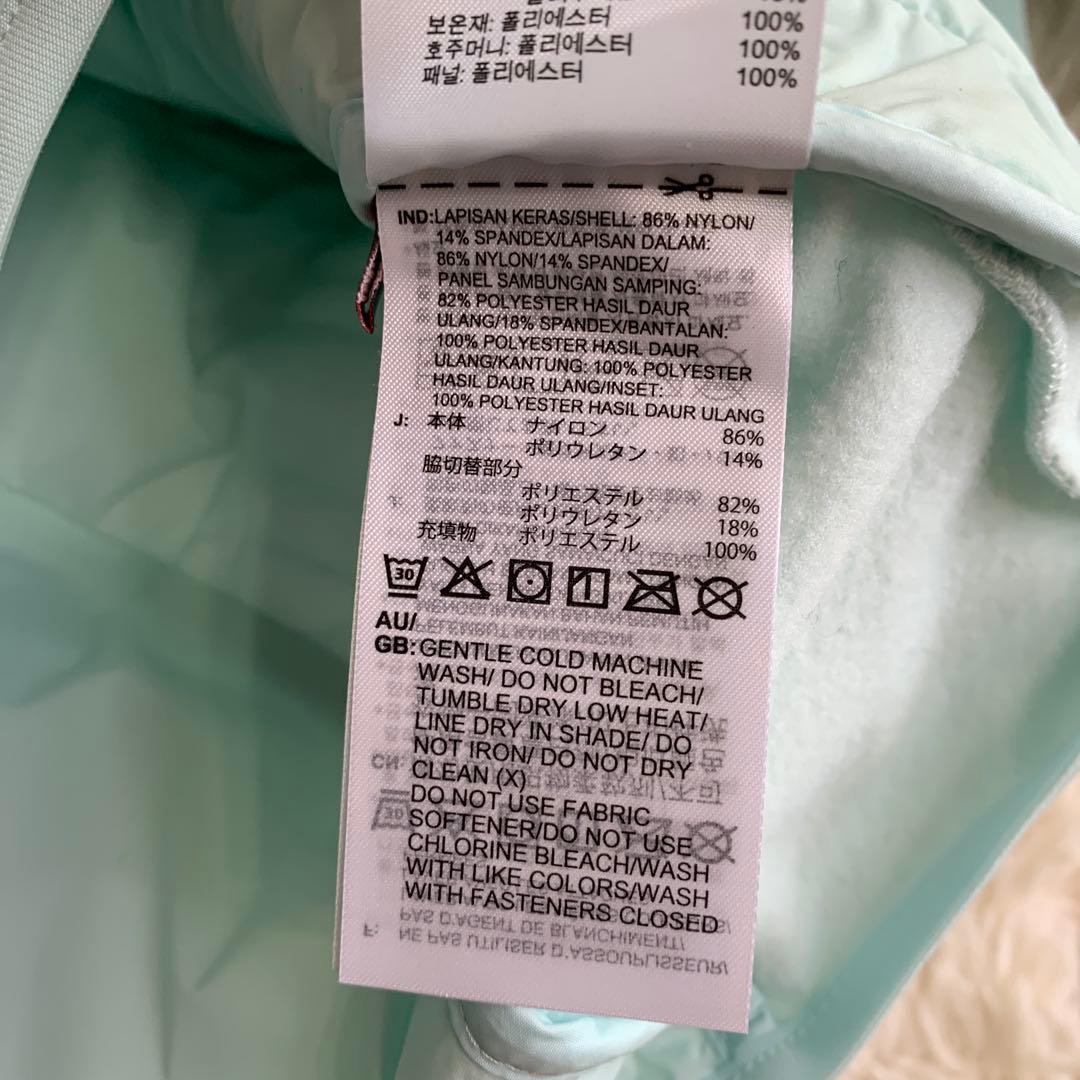 보온재: 폴리에스터 100%
호주머니: 폴리에스터 100%
패널: 폴리에스터 100%
IND:LAPISAN KERAS/SHELL: 86% NYLON/
14% SPANDEX/LAPISAN DALAM:
86% NYLON/14% SPANDEX/
PANEL SAMBUNGAN SAMPING:
82% POLYESTER HASIL DAUR
ULANG/18% SPANDEX/BANTALAN:
100% POLYESTER HASIL DAUR
ULANG/KANTUNG: 100% POLYESTER
HASIL DAUR ULANG/INSET:
100% POLYESTER HASIL DAUR ULANG
J: 本体 ナイロン 86%
ポリウレタン 14%
脇切替部分
ポリエステル 82%
ポリウレタン 18%
充填物 ポリエステル 100%
30
AU/
GB:GENTLE COLD MACHINE
WASH/ DO NOT BLEACH/
TUMBLE DRY LOW HEAT/
LINE DRY IN SHADE/ DO
NOT IRON/ DO NOT DRY
CLEAN (X)
DO NOT USE FABRIC
SOFTENER/DO NOT USE
CHLORINE BLEACH/WASH
WITH LIKE COLORS/WASH
WITH FASTENERS CLOSED